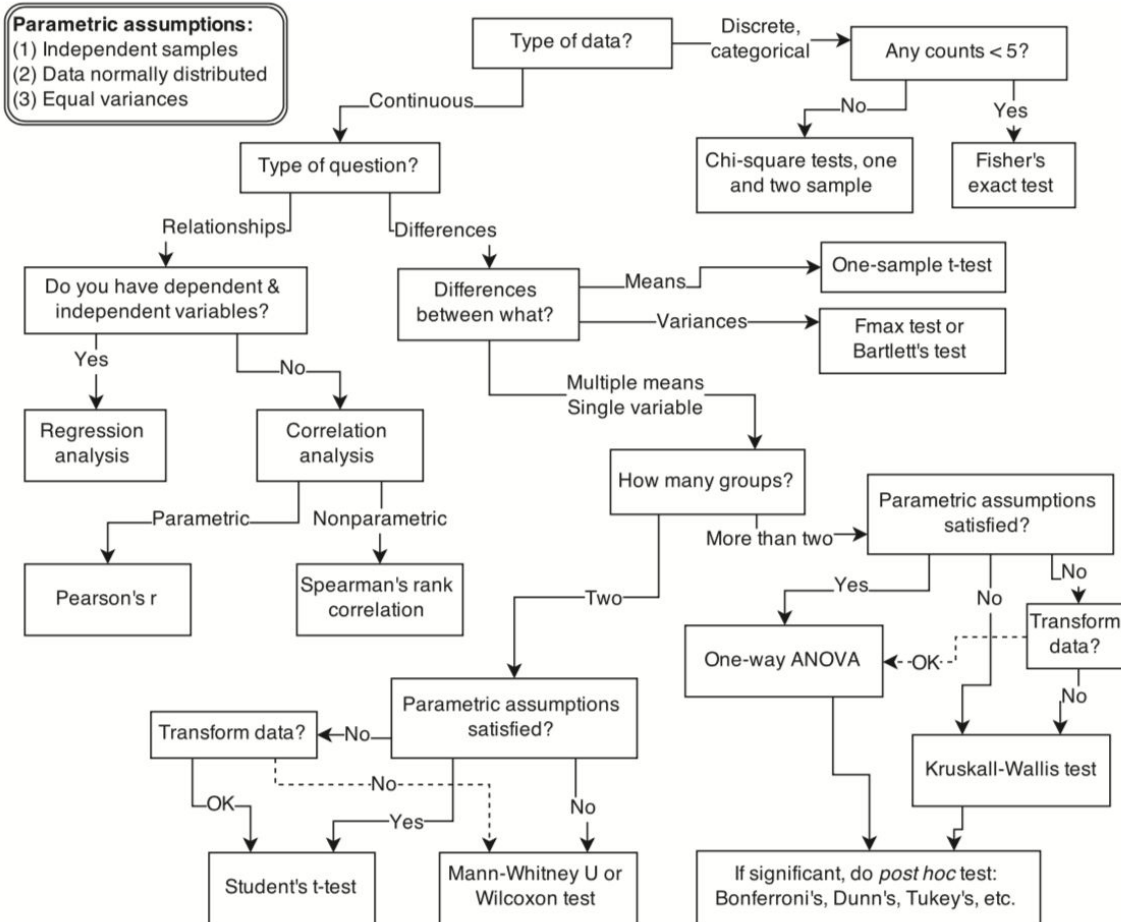 Parametric assumptions:
(1) Independent samples
(2) Data normally distributed
(3) Equal variances
Type of data?
Discrete,
categorical
Any counts < 5?
Continuous
No
Yes
Type of question?
Chi-square tests, one
and two sample
Fisher's
exact test
Relationships
Differences
Do you have dependent &
independent variables?
Differences
between what?
Means
One-sample t-test
Variances
Fmax test or
Bartlett's test
Yes
No
Multiple means
Single variable
Regression
analysis
Correlation
analysis
How many groups?
Parametric assumptions
satisfied?
Parametric
Nonparametric
More than two
Pearson's r
Spearman's rank
correlation
Two
Yes
No
No
Transform
data?
One-way ANOVA
OK
No
Parametric assumptions
satisfied?
Transform data?
No
Kruskall-Wallis test
No
OK
Yes
No
Student's t-test
Mann-Whitney U or
Wilcoxon test
If significant, do post hoc test:
Bonferroni's, Dunn's, Tukey's, etc.